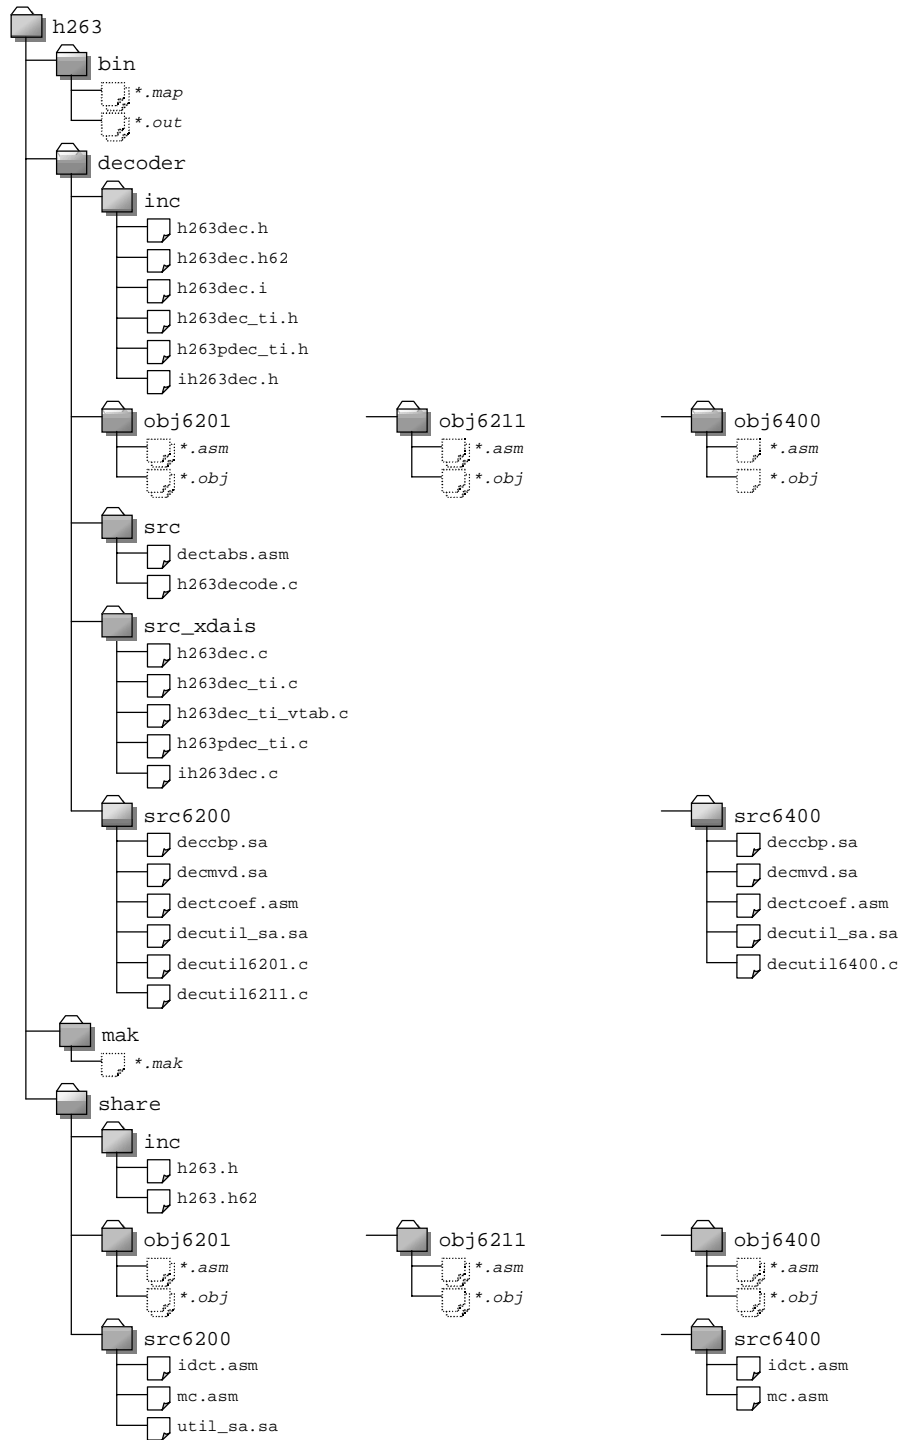 h263
bin
*.map
*.out
decoder
inc
h263dec.h
h263dec.h62
h263dec.i
h263dec_ti.h
h263pdec_ti.h
ih263dec.h
obj6201 obj6211 obj6400
*.asm *.asm *.asm
*.obj *.obj *.obj
src
dectabs.asm
h263decode.c
src_xdais
h263dec.c
h263dec_ti.c
h263dec_ti_vtab.c
h263pdec_ti.c
ih263dec.c
src6200 src6400
deccbp.sa deccbp.sa
decmvd.sa decmvd.sa
dectcoef.asm dectcoef.asm
decutil_sa.sa decutil_sa.sa
decutil6201.c decutil6400.c
decutil6211.c
mak
*.mak
share
inc
h263.h
h263.h62
obj6201 obj6211 obj6400
*.asm *.asm *.asm
*.obj *.obj *.obj
src6200 src6400
idct.asm idct.asm
mc.asm mc.asm
util_sa.sa